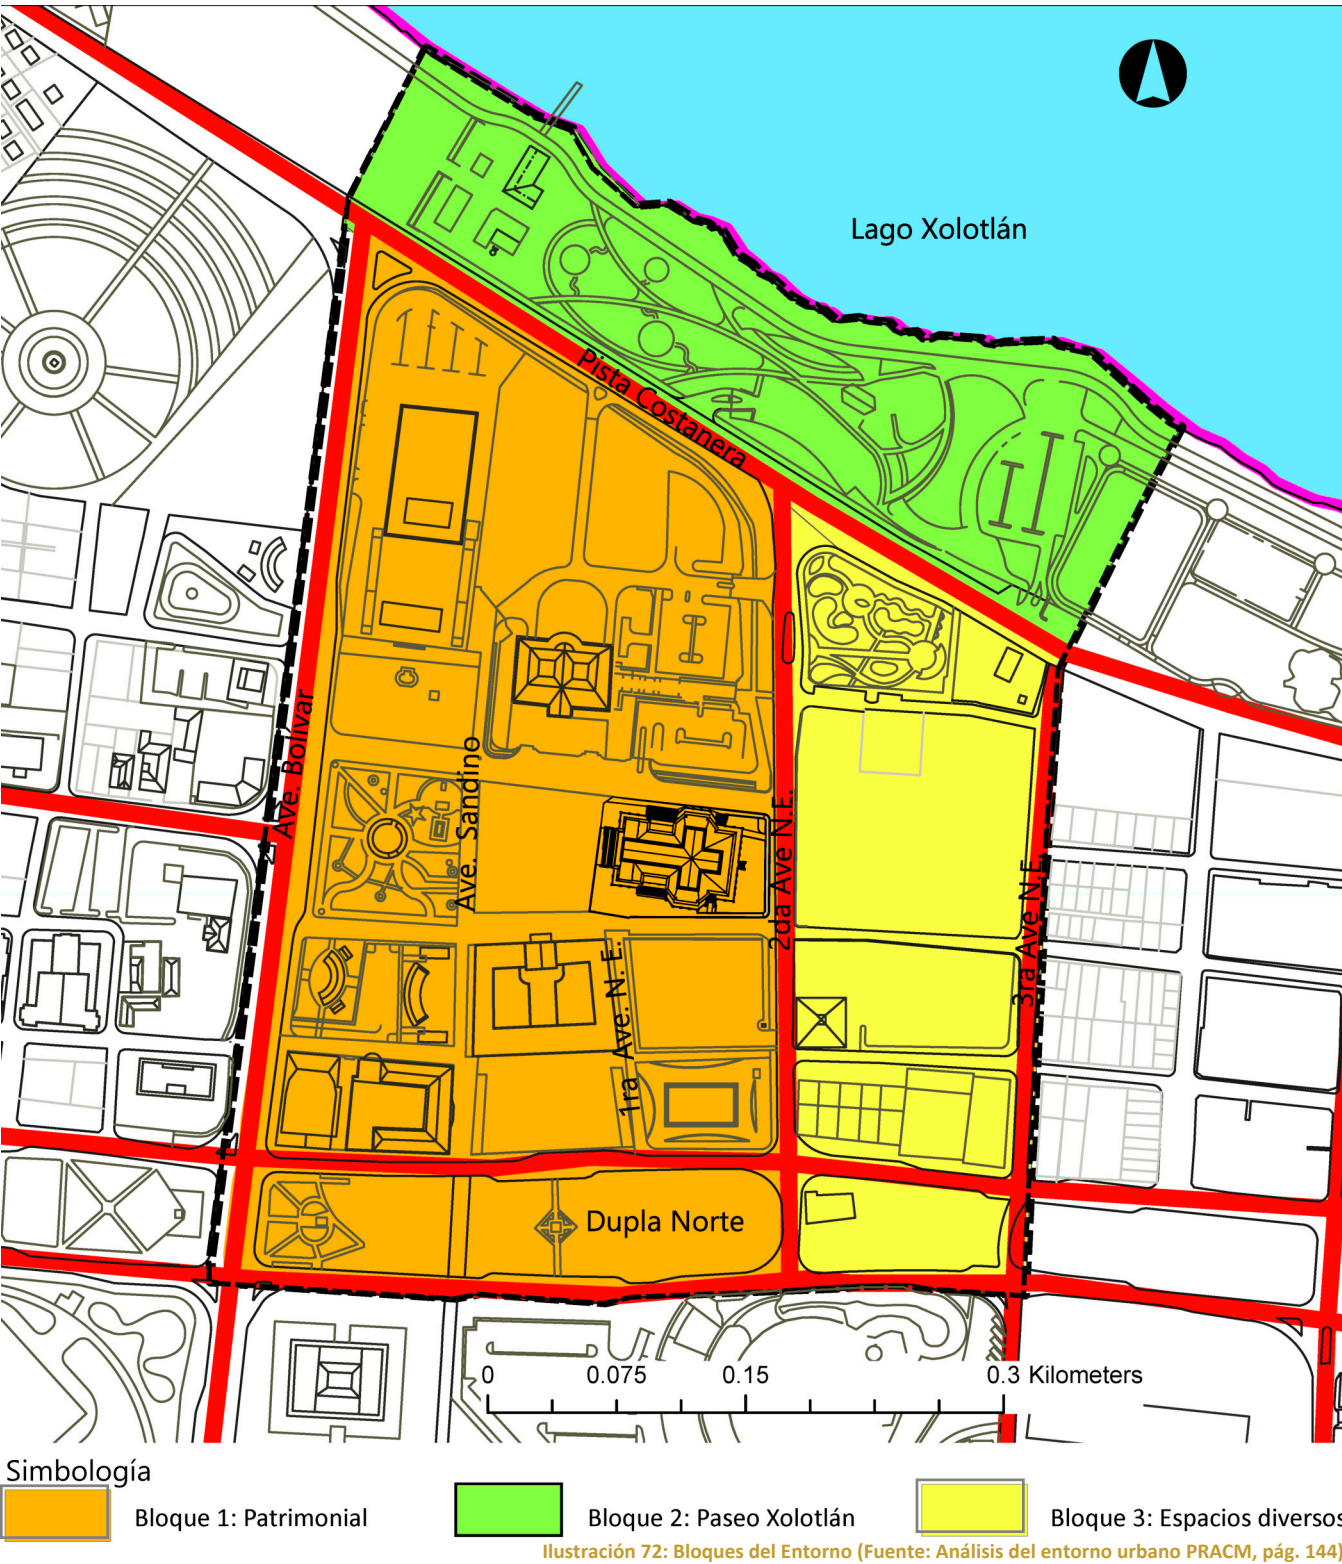 Lago Xolotlán
Pista Costanera
Ave. Bolívar
Ave. Sandino
2da Ave N.E.
3ra Ave N.E.
1ra Ave. N. E.
Dupla Norte
0 0.075 0.15 0.3 Kilometers
Simbología
Bloque 1: Patrimonial
Bloque 2: Paseo Xolotlán
Bloque 3: Espacios diversos
Ilustración 72: Bloques del Entorno (Fuente: Análisis del entorno urbano PRACM, pág. 144)